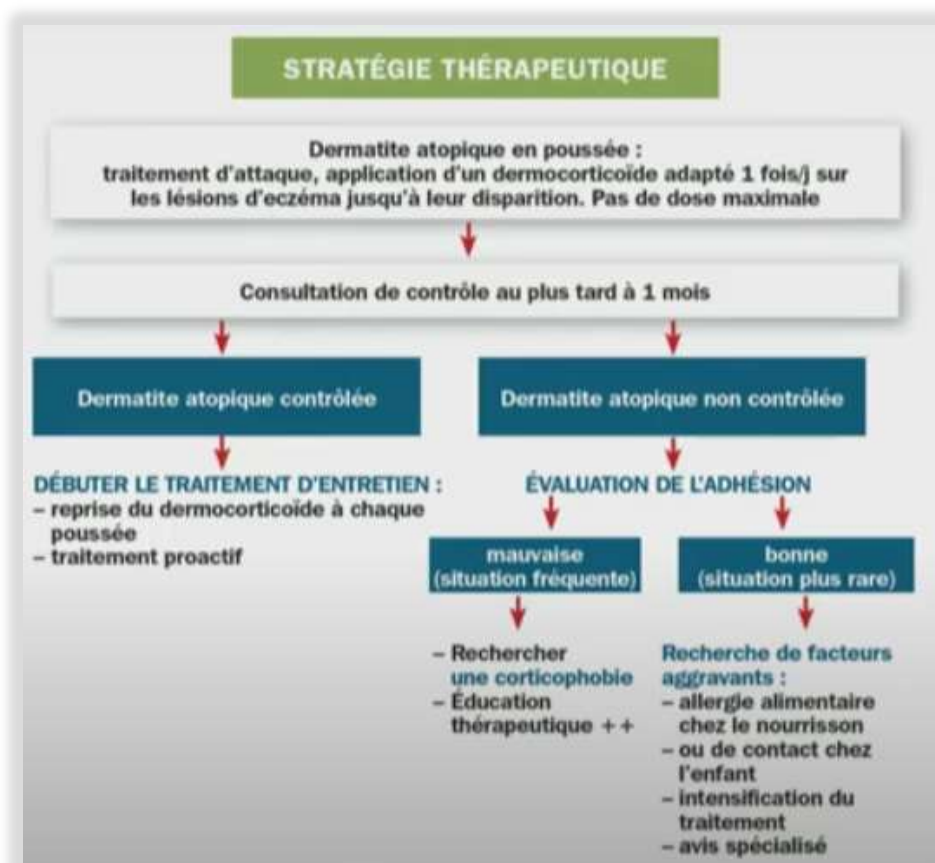 STRATÉGIE THÉRAPEUTIQUE
Dermatite atopique en poussée :
traitement d'attaque, application d'un dermocorticoïde adapté 1 fois/j sur
les lésions d'eczéma jusqu'à leur disparition. Pas de dose maximale
Consultation de contrôle au plus tard à 1 mois
Dermatite atopique contrôlée
DÉBUTER LE TRAITEMENT D'ENTRETIEN :
– reprise du dermocorticoïde à chaque
poussée
– traitement proactif
Dermatite atopique non contrôlée
ÉVALUATION DE L'ADHÉSION
mauvaise
(situation fréquente)
– Rechercher
une corticophobie
– Éducation
thérapeutique ++
bonne
(situation plus rare)
Recherche de facteurs
aggravants :
– allergie alimentaire
chez le nourrisson
– ou de contact chez
l'enfant
– intensification du
traitement
– avis spécialisé